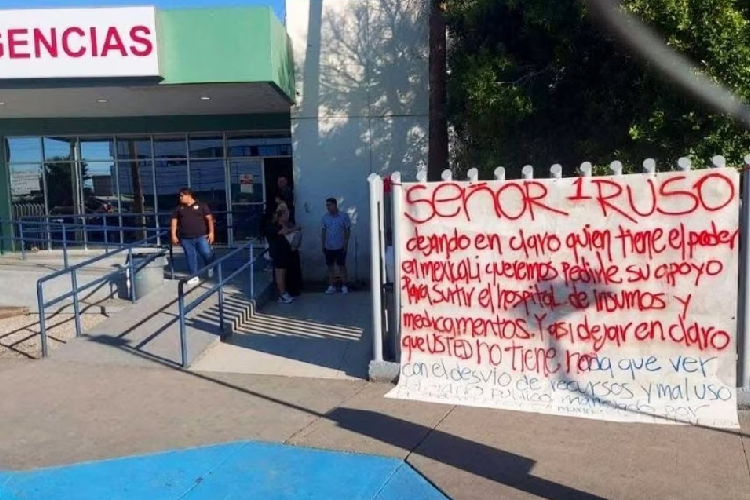 GENCIAS
SEÑOR 1 RUSO
dejando en claro quien tiene el poder
en mexicali queremos Pedirle su apoyo
Para surtir el hospital de insumos y
medicamentos. Y asi dejar en claro
que USTED no tiene nada que ver
con el desvio de recursos y mal uso